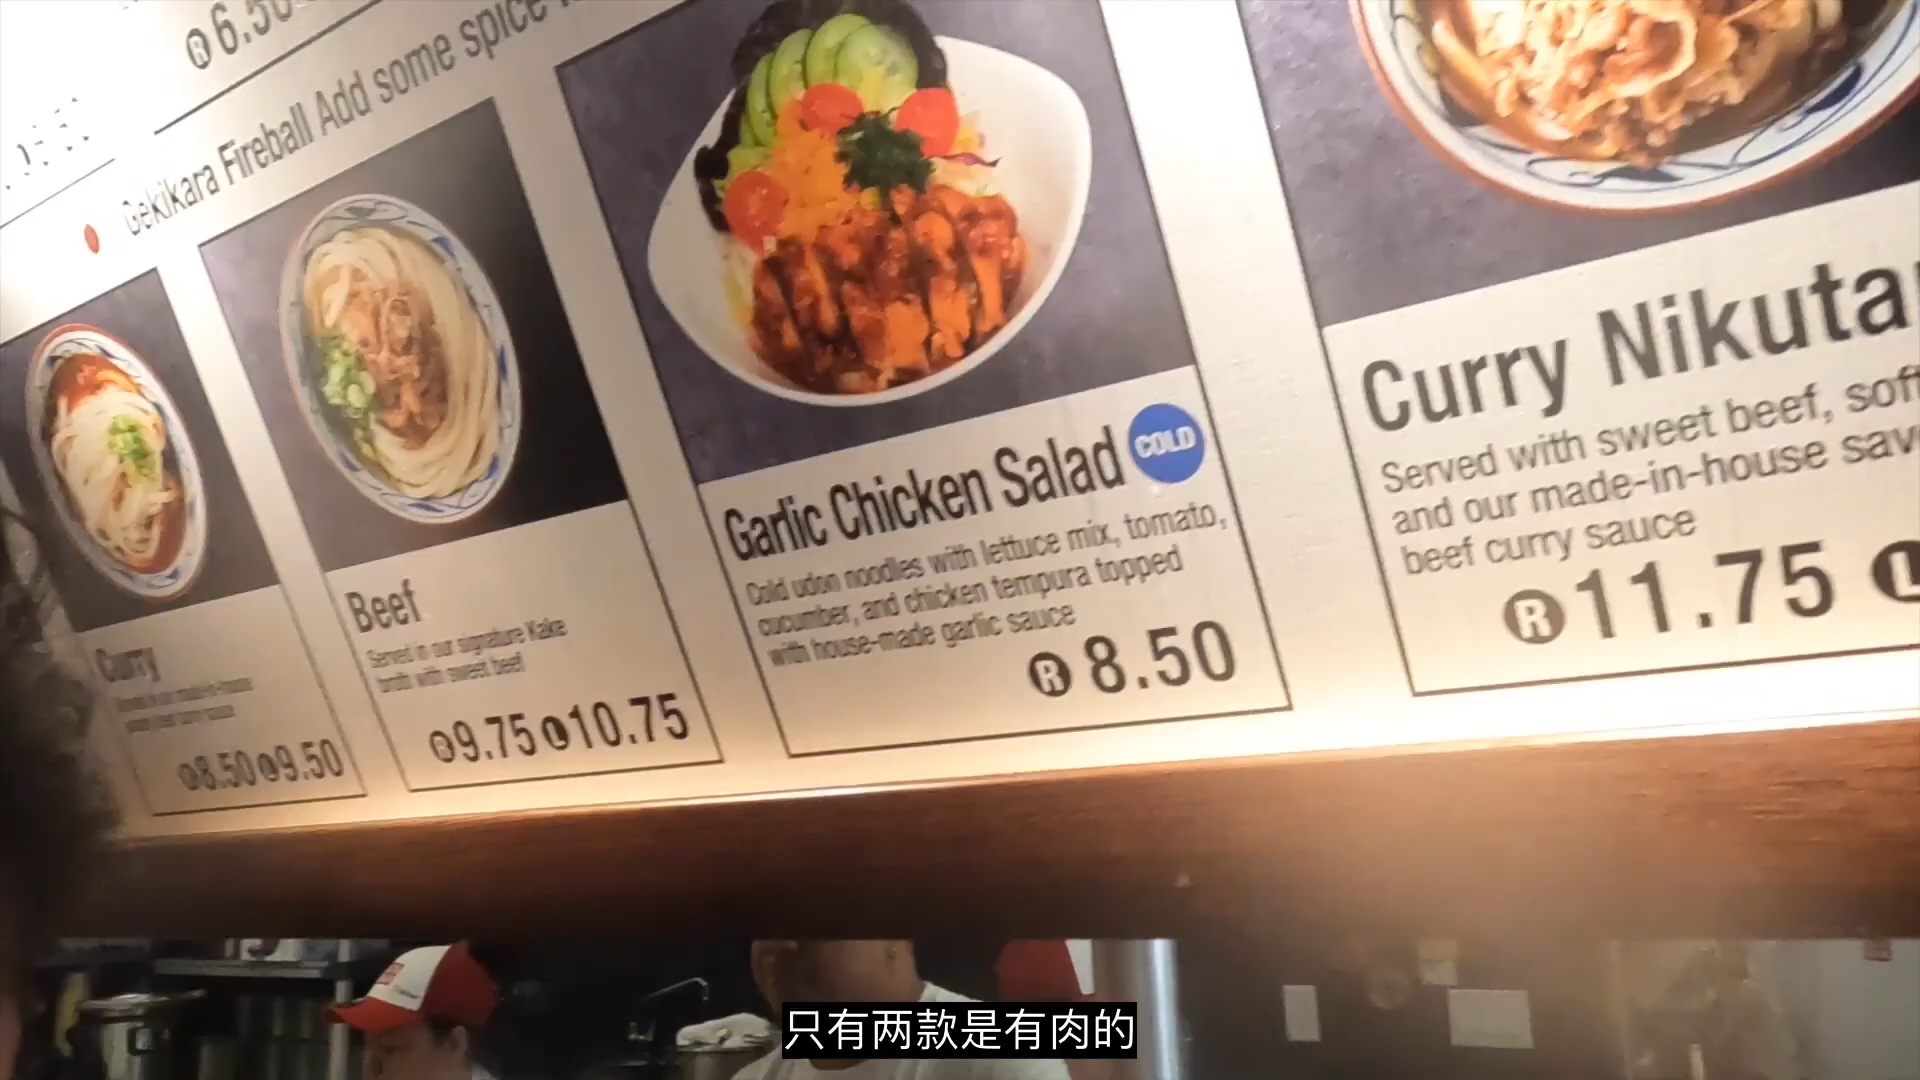 R 6.50
Gekikara Fireball Add some spice
Curry
R 8.50 L 9.50
Beef
Served in our signature Kake
broth with sweet beef
R 9.75 L 10.75
Garlic Chicken Salad COLD
Cold udon noodles with lettuce mix, tomato,
cucumber, and chicken tempura topped
with house-made garlic sauce
R 8.50
Curry Nikuta
Served with sweet beef, soft
and our made-in-house sav
beef curry sauce
R 11.75 L
只有两款是有肉的